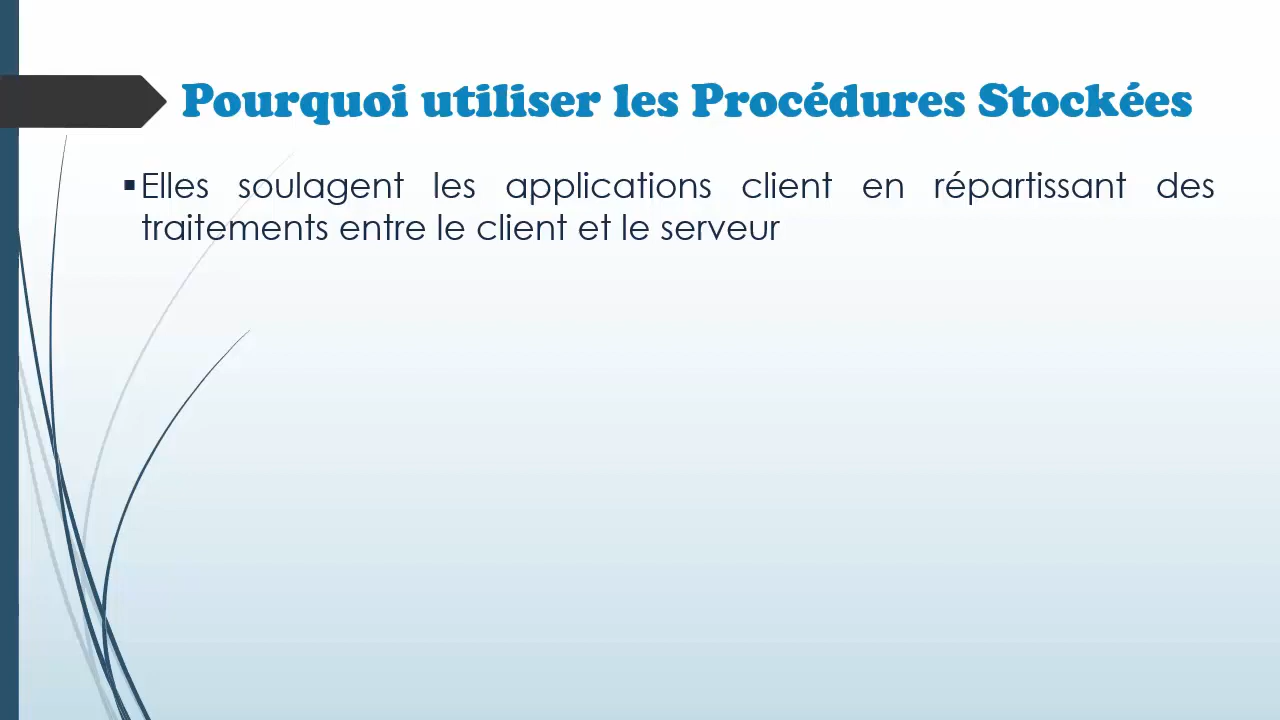 Pourquoi utiliser les Procédures Stockées
▪Elles soulagent les applications client en répartissant des
traitements entre le client et le serveur